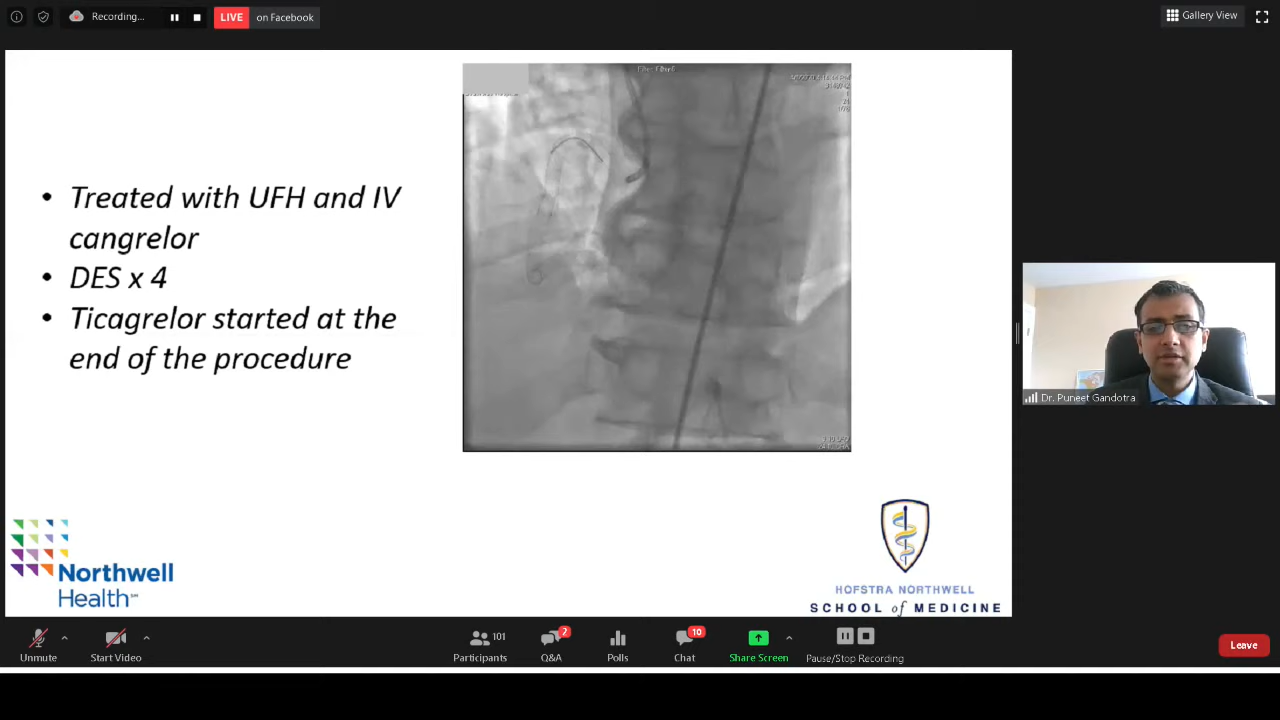 Recording...
LIVE
on Facebook
Gallery View
• Treated with UFH and IV
cangrelor
• DES x 4
• Ticagrelor started at the
end of the procedure
Dr. Puneet Gandotra
Northwell
Health
HOFSTRA NORTHWELL
SCHOOL of MEDICINE
Unmute
Start Video
101
Participants
2
Q&A
Polls
10
Chat
Share Screen
Pause/Stop Recording
Leave